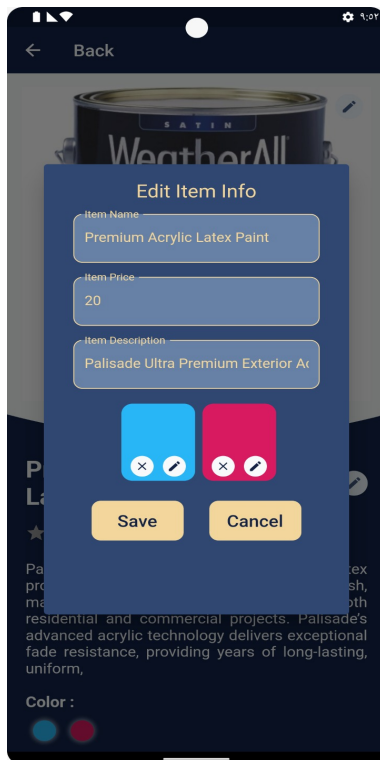 ٩:٥٢
Back
SATIN
WeatherAll
Edit Item Info
Item Name
Premium Acrylic Latex Paint
Item Price
20
Item Description
Palisade Ultra Premium Exterior
Save
Cancel
residential and commercial projects. Palisade's
advanced acrylic technology delivers exceptional
fade resistance, providing years of long-lasting,
uniform,
Color :